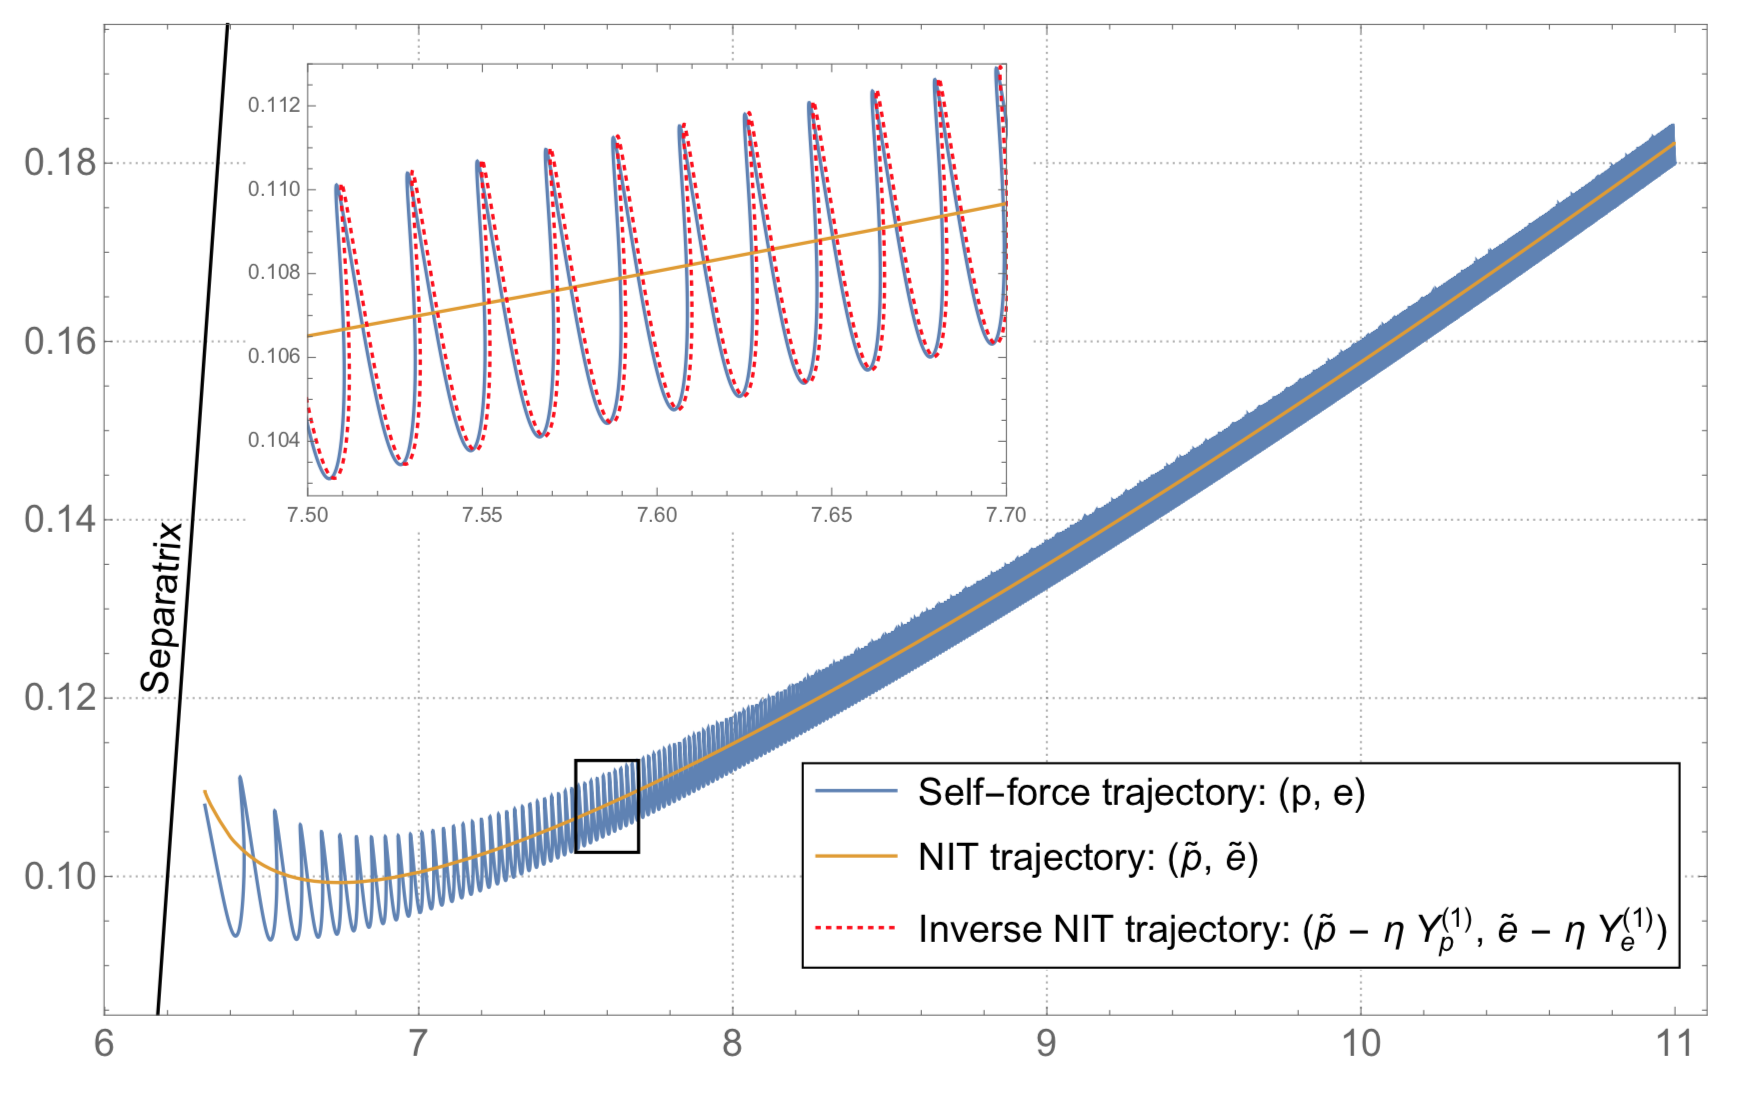 0.18
0.16
0.14
0.12
0.10
Separatrix
0.112
0.110
0.108
0.106
0.104
7.50 7.55 7.60 7.65 7.70
Self–force trajectory: (p, e)
NIT trajectory: (p̃, ẽ)
Inverse NIT trajectory: (p̃ – η Y_p^(1), ẽ – η Y_e^(1))
6 7 8 9 10 11